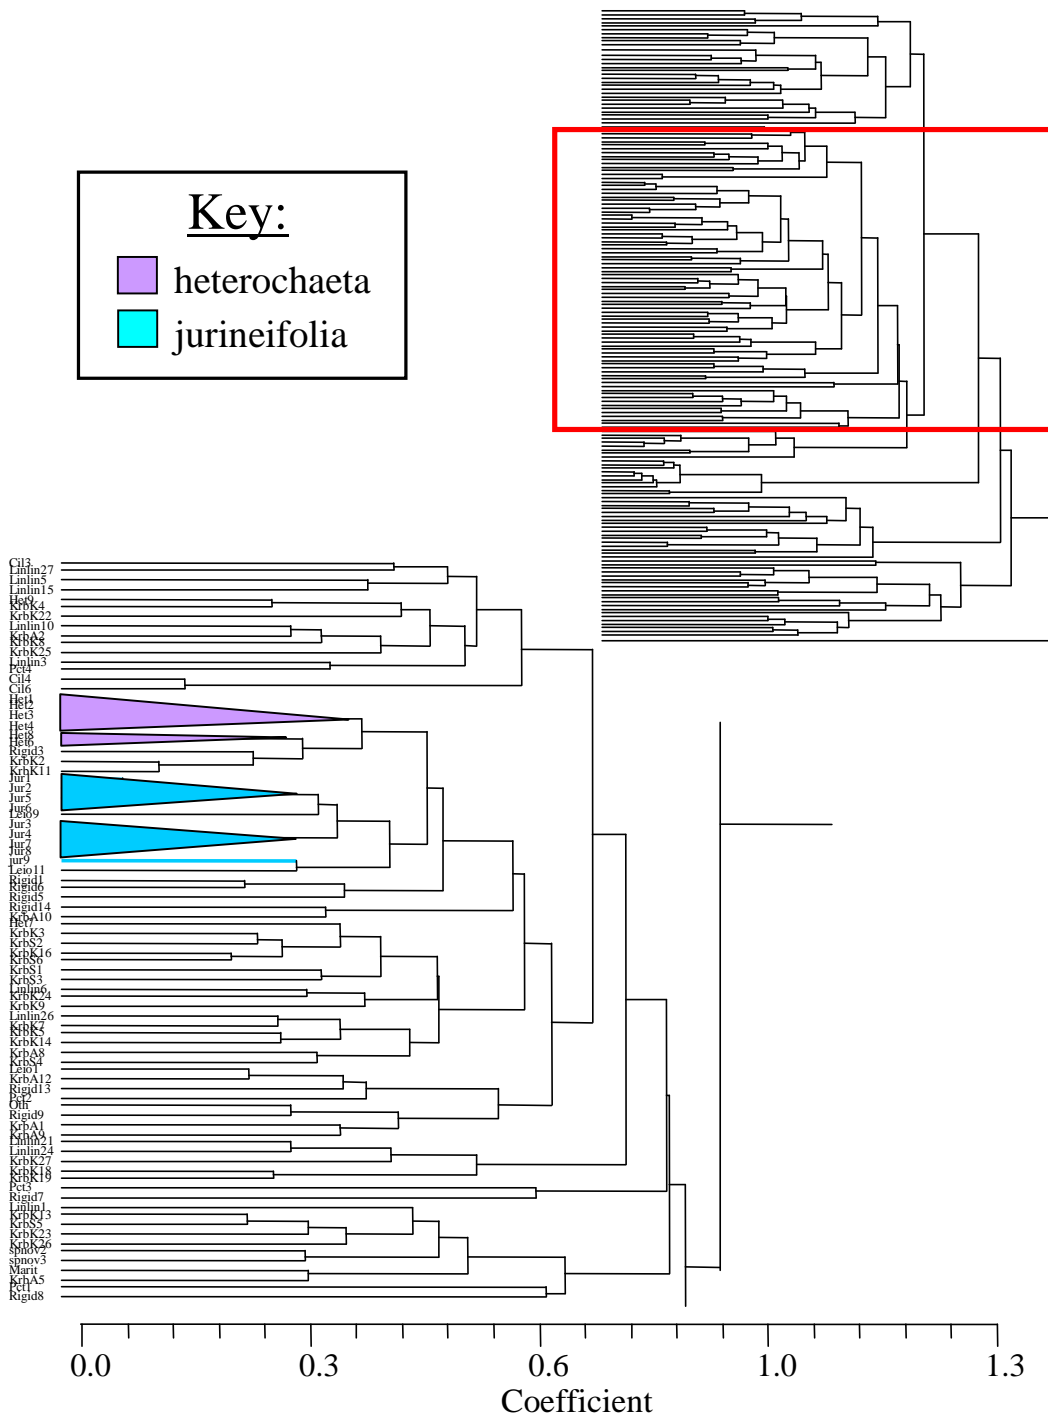 Key:
heterochaeta
jurineifolia
Cil3
Linlin27
Linlin5
Linlin15
Het9
KrbK4
KrbK22
Linlin10
KrbA2
KrbK8
KrbK25
Linlin3
Pct4
Cil4
Cil6
Het1
Het2
Het3
Het4
Het8
Het6
Rigid3
KrbK2
KrbK11
Jur1
Jur2
Jur5
Jur6
Leio9
Jur3
Jur4
Jur7
Jur8
jur9
Leio11
Rigid1
Rigid6
Rigid5
Rigid14
KrbA10
Het7
KrbK3
KrbS2
KrbK16
KrbS6
KrbS1
KrbS3
Linlin6
KrbK24
KrbK9
Linlin26
KrbK7
KrbK5
KrbK14
KrbA8
KrbS4
Leio1
KrbA12
Rigid13
Pct2
Oth
Rigid9
KrbA1
KrbA9
Linlin21
Linlin24
KrbK27
KrbK18
KrbK19
Pct3
Rigid7
Linlin1
KrbK13
KrbS5
KrbK23
KrbK26
spnov2
spnov3
Marit
KrbA5
Pct1
Rigid8
0.0 0.3 0.6 1.0 1.3
Coefficient